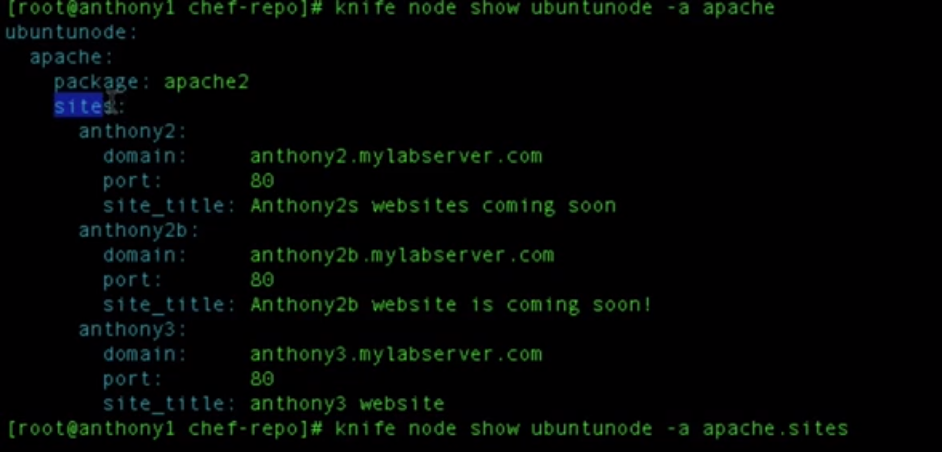 [root@anthony1 chef-repo]# knife node show ubuntunode -a apache
ubuntunode:
  apache:
    package: apache2
    sites:
      anthony2:
        domain:     anthony2.mylabserver.com
        port:       80
        site_title: Anthony2s websites coming soon
      anthony2b:
        domain:     anthony2b.mylabserver.com
        port:       80
        site_title: Anthony2b website is coming soon!
      anthony3:
        domain:     anthony3.mylabserver.com
        port:       80
        site_title: anthony3 website
[root@anthony1 chef-repo]# knife node show ubuntunode -a apache.sites